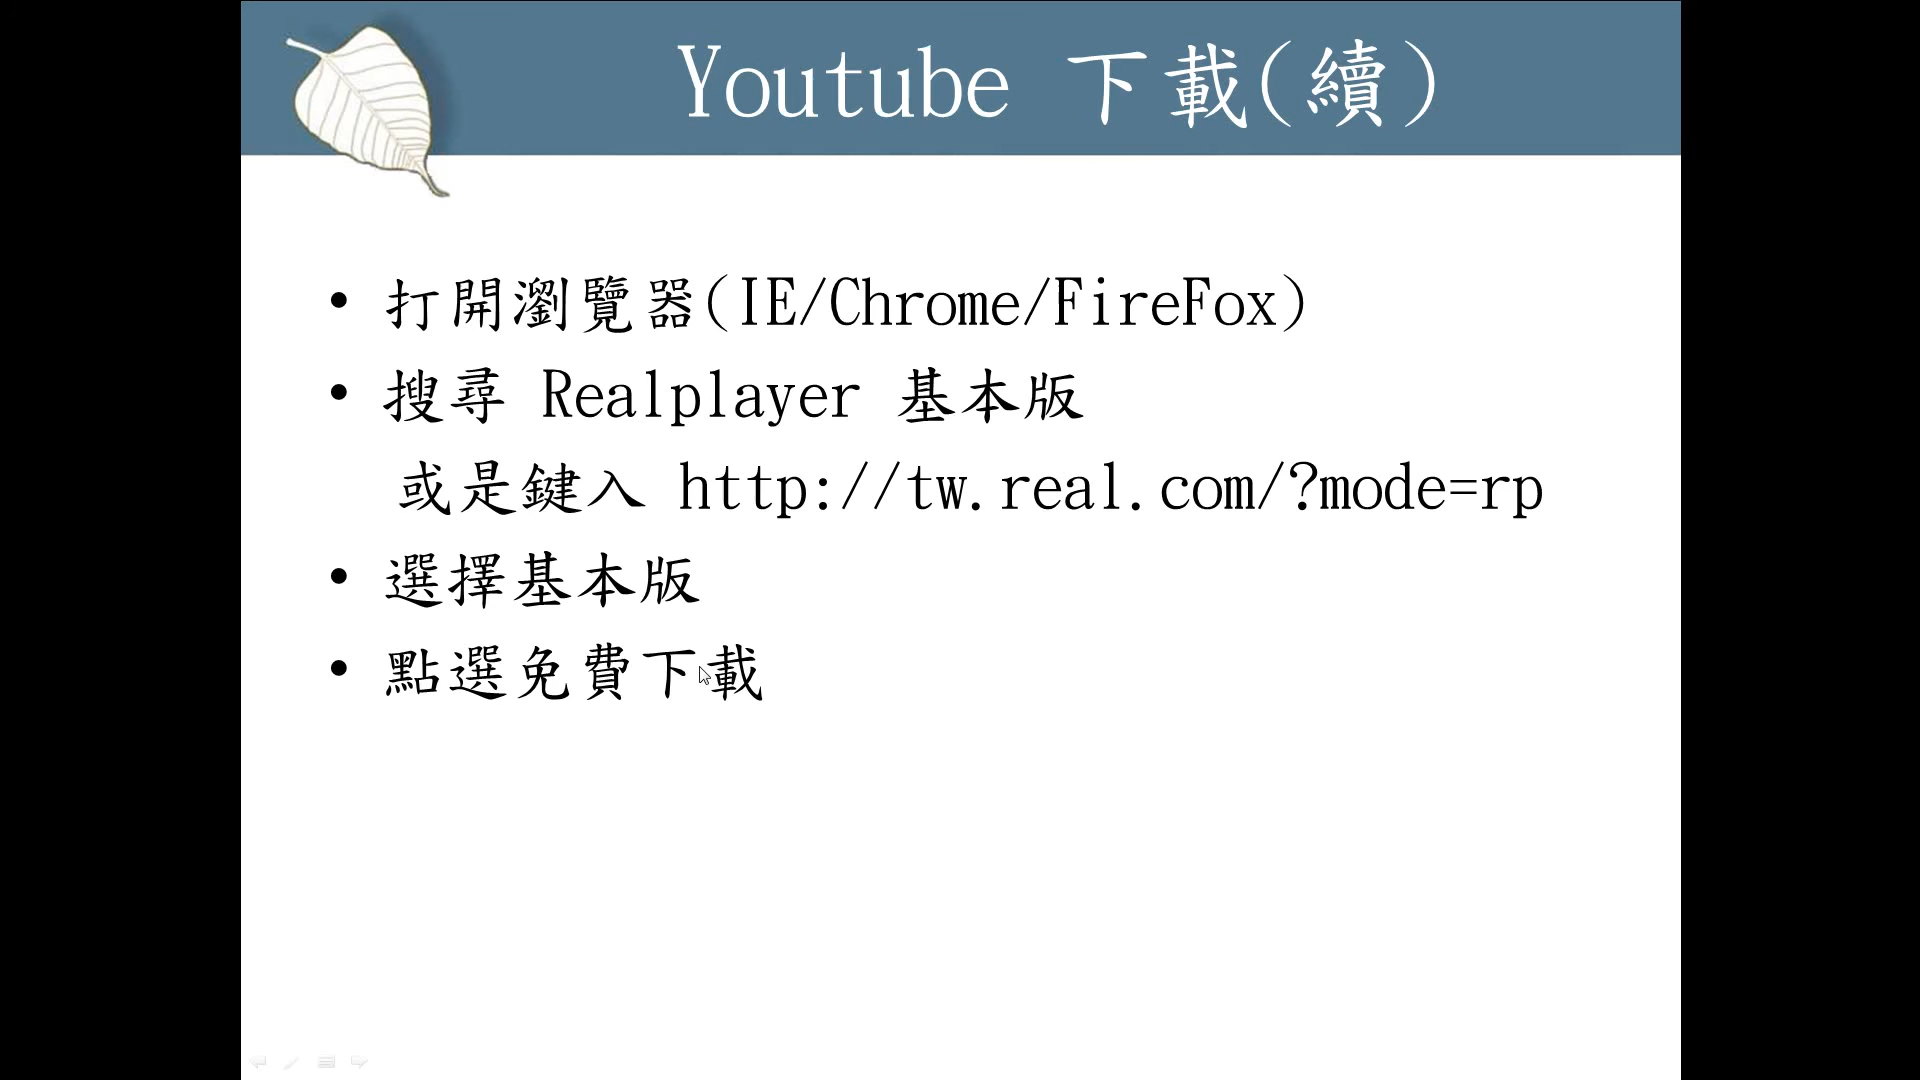 Youtube 下載(續)
• 打開瀏覽器(IE/Chrome/FireFox)
• 搜尋 Realplayer 基本版
或是鍵入 http://tw.real.com/?mode=rp
• 選擇基本版
• 點選免費下載